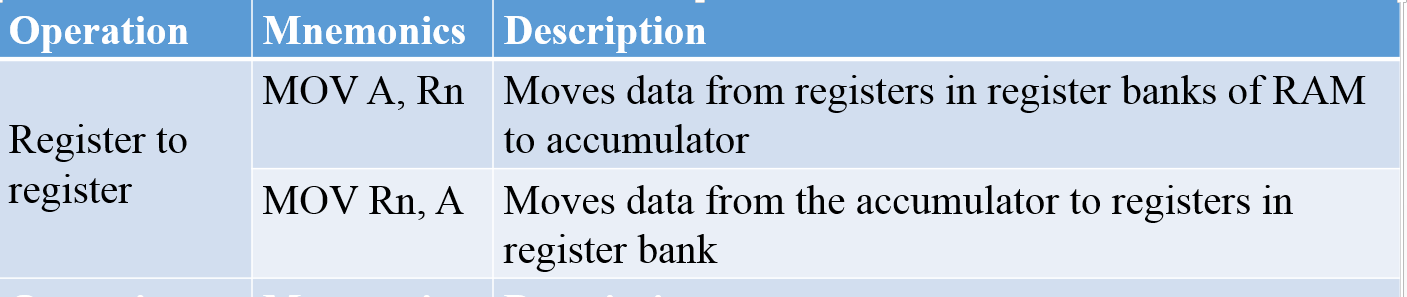 Operation Mnemonics Description
Register to
register
MOV A, Rn
Moves data from registers in register banks of RAM
to accumulator
MOV Rn, A
Moves data from the accumulator to registers in
register bank